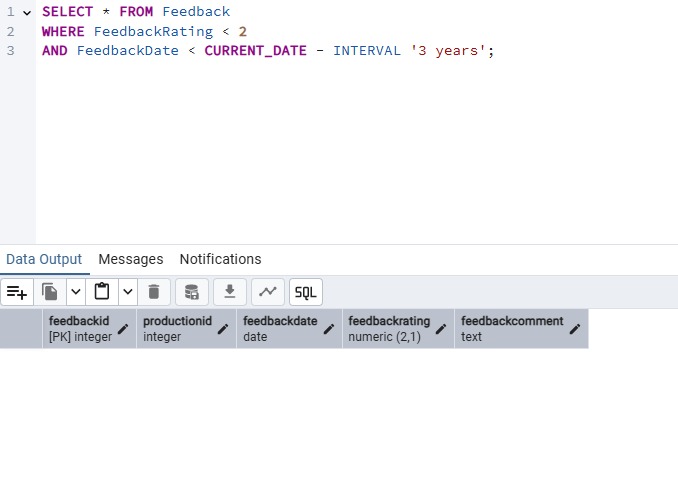 1 SELECT * FROM Feedback
2 WHERE FeedbackRating < 2
3 AND FeedbackDate < CURRENT_DATE - INTERVAL '3 years';
Data Output Messages Notifications
SQL
feedbackid productionid feedbackdate feedbackrating feedbackcomment
[PK] integer integer date numeric (2,1) text